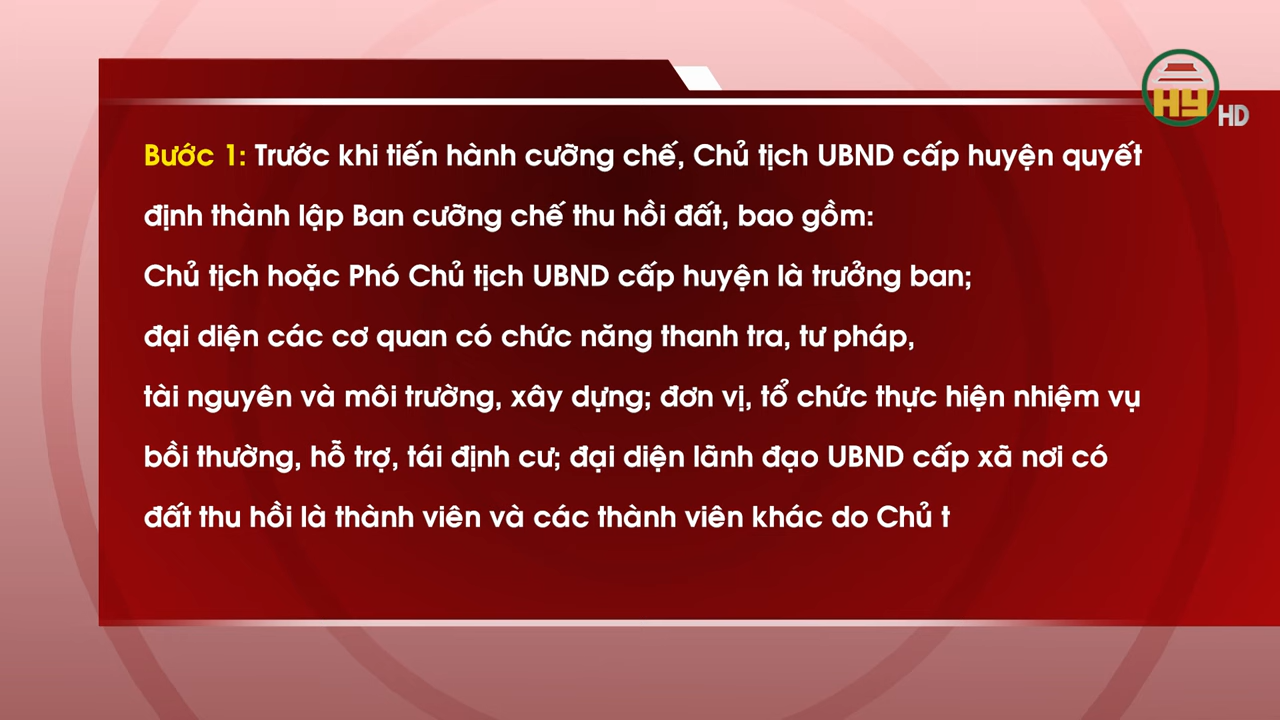 HY HD
Bước 1: Trước khi tiến hành cưỡng chế, Chủ tịch UBND cấp huyện quyết
định thành lập Ban cưỡng chế thu hồi đất, bao gồm:
Chủ tịch hoặc Phó Chủ tịch UBND cấp huyện là trưởng ban;
đại diện các cơ quan có chức năng thanh tra, tư pháp,
tài nguyên và môi trường, xây dựng; đơn vị, tổ chức thực hiện nhiệm vụ
bồi thường, hỗ trợ, tái định cư; đại diện lãnh đạo UBND cấp xã nơi có
đất thu hồi là thành viên và các thành viên khác do Chủ t